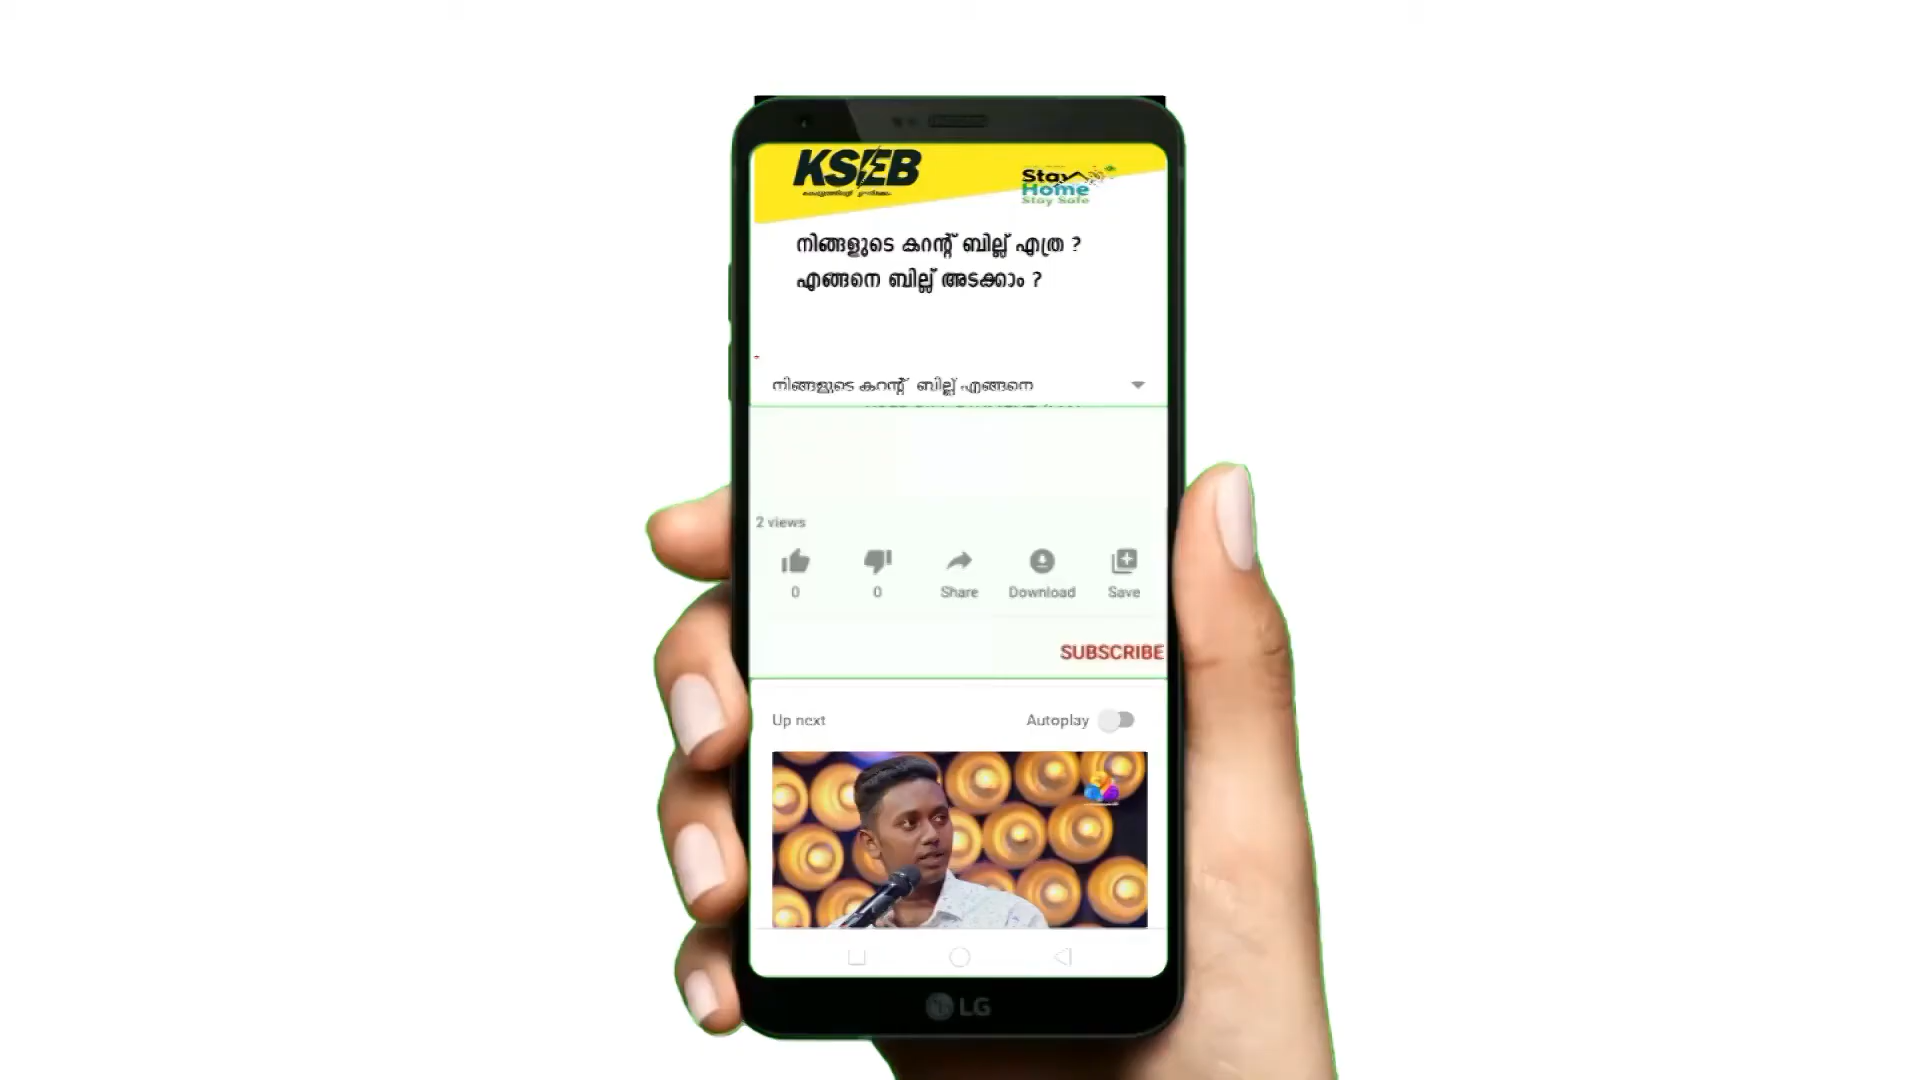 KSEB
Stay
Home
Stay Safe
നിങ്ങളുടെ കറന്റ് ബില്ല് എത്ര ?
എങ്ങനെ ബില്ല് അടക്കാം ?
നിങ്ങളുടെ കറന്റ് ബില്ല് എങ്ങനെ
2 views
0
0
Share
Download
Save
SUBSCRIBE
Up next
Autoplay
LG